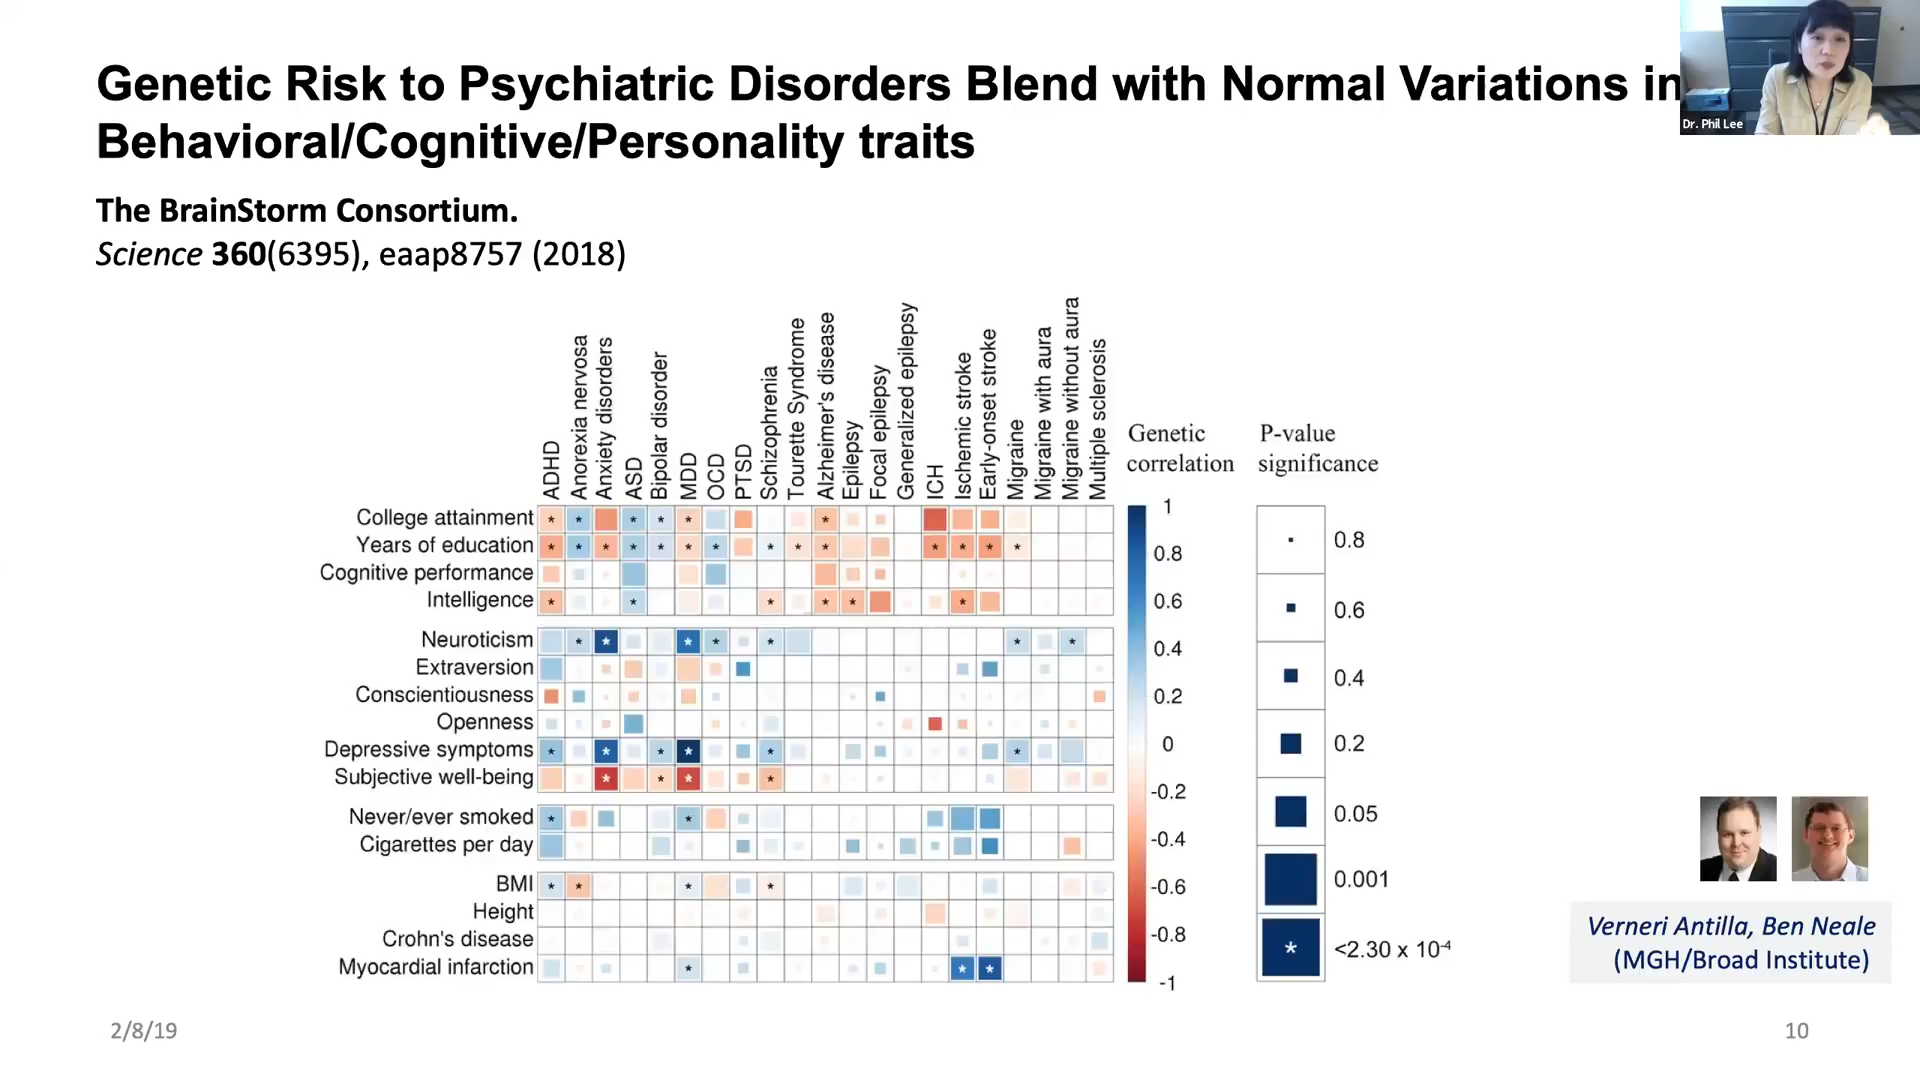 Genetic Risk to Psychiatric Disorders Blend with Normal Variations in
Behavioral/Cognitive/Personality traits
Dr. Phil Lee
The BrainStorm Consortium.
Science 360(6395), eaap8757 (2018)
ADHD
Anorexia nervosa
Anxiety disorders
ASD
Bipolar disorder
MDD
OCD
PTSD
Schizophrenia
Tourette Syndrome
Alzheimer's disease
Epilepsy
Focal epilepsy
Generalized epilepsy
ICH
Ischemic stroke
Early-onset stroke
Migraine
Migraine with aura
Migraine without aura
Multiple sclerosis
College attainment
Years of education
Cognitive performance
Intelligence
Neuroticism
Extraversion
Conscientiousness
Openness
Depressive symptoms
Subjective well-being
Never/ever smoked
Cigarettes per day
BMI
Height
Crohn's disease
Myocardial infarction
Genetic
correlation
1
0.8
0.6
0.4
0.2
0
-0.2
-0.4
-0.6
-0.8
-1
P-value
significance
0.8
0.6
0.4
0.2
0.05
0.001
* <2.30 x 10-4
Verneri Antilla, Ben Neale
(MGH/Broad Institute)
2/8/19
10